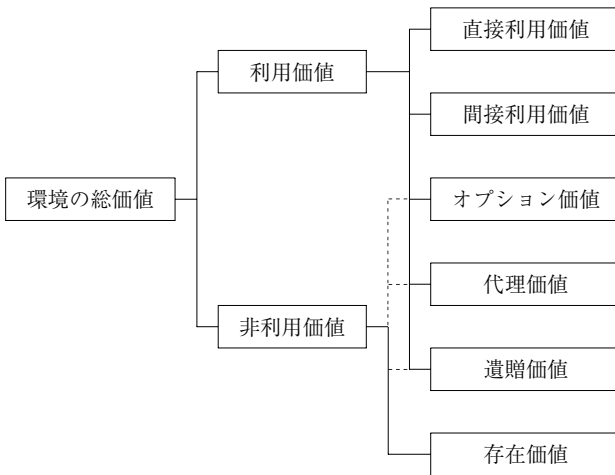 環境の総価値
利用価値
非利用価値
直接利用価値
間接利用価値
オプション価値
代理価値
遺贈価値
存在価値